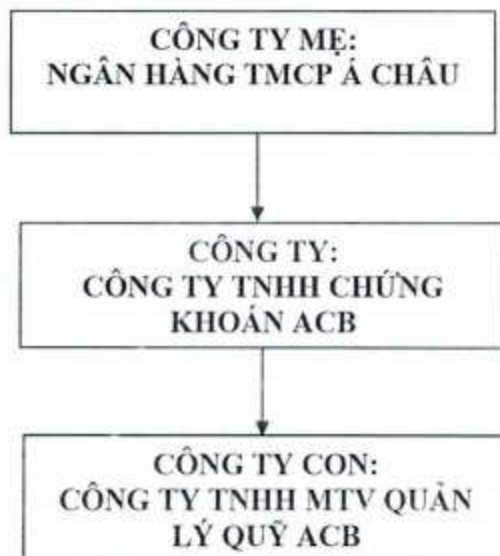 CÔNG TY MẸ:
NGÂN HÀNG TMCP Á CHÂU
CÔNG TY:
CÔNG TY TNHH CHỨNG
KHOÁN ACB
CÔNG TY CON:
CÔNG TY TNHH MTV QUẢN
LÝ QUỸ ACB